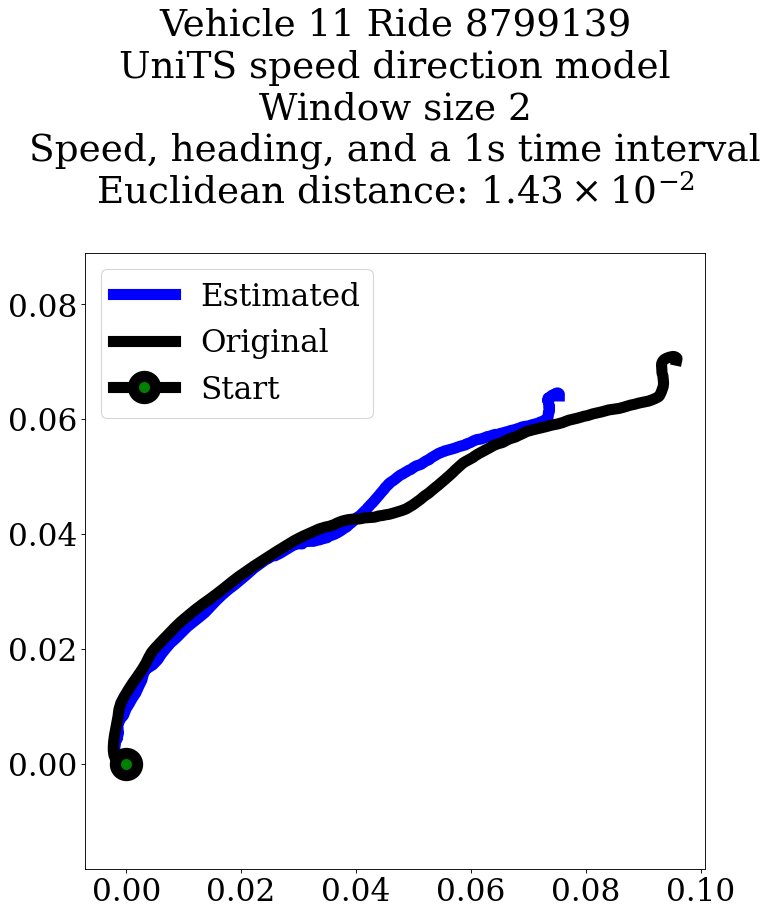 Vehicle 11 Ride 8799139
UniTS speed direction model
Window size 2
Speed, heading, and a 1s time interval
Euclidean distance: 1.43 × 10⁻²
Estimated
Original
Start
0.08
0.06
0.04
0.02
0.00
0.00 0.02 0.04 0.06 0.08 0.10